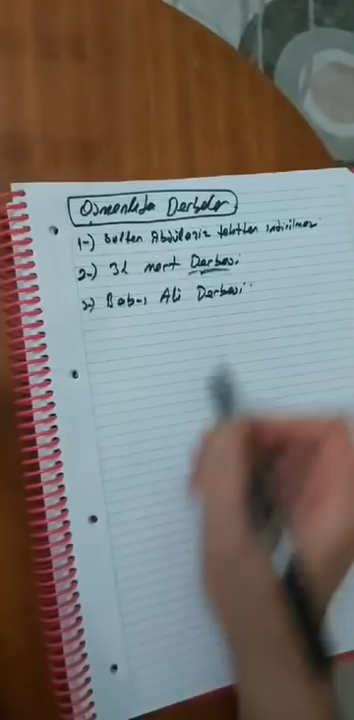 Osmanlıda Darbeler
1-) Sultan Abdülaziz tahttan indirilmesi
2-) 31 mart Darbesi
3-) Bab-ı Ali Darbesi